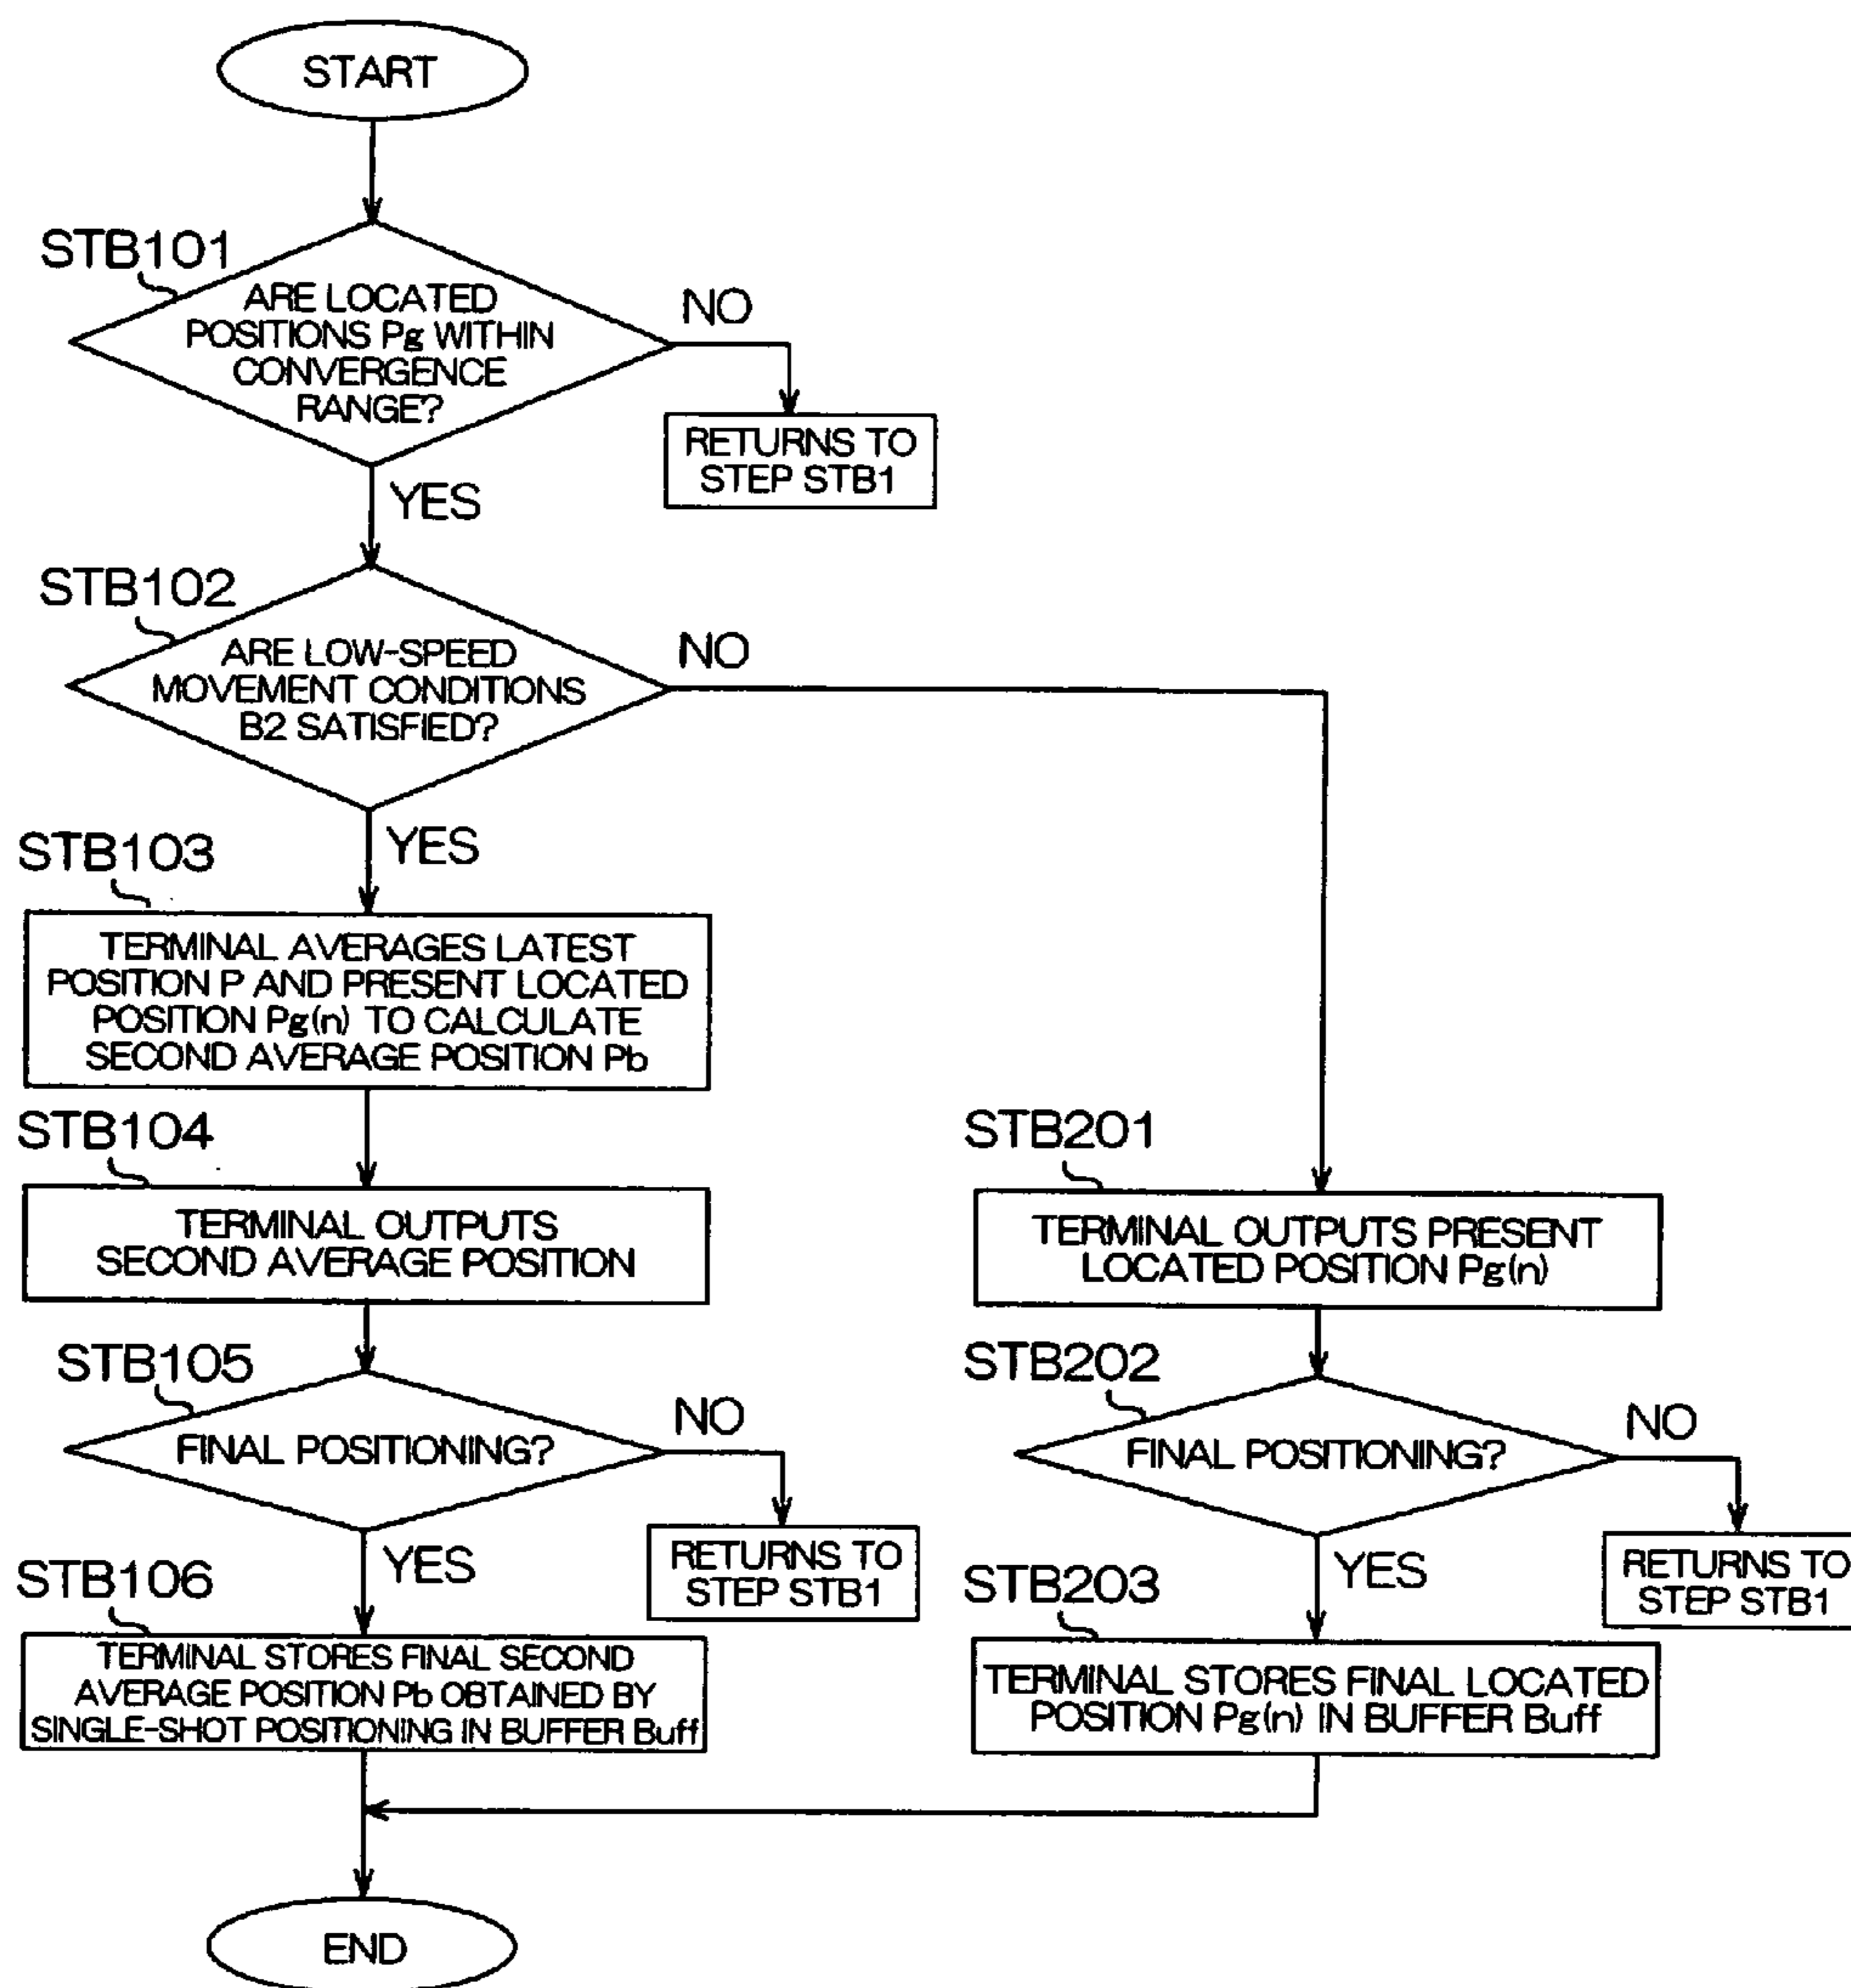 START
STB101
ARE LOCATED
POSITIONS Pg WITHIN
CONVERGENCE
RANGE?
NO
RETURNS TO
STEP STB1
YES
STB102
ARE LOW-SPEED
MOVEMENT CONDITIONS
B2 SATISFIED?
NO
YES
STB103
TERMINAL AVERAGES LATEST
POSITION P AND PRESENT LOCATED
POSITION Pg(n) TO CALCULATE
SECOND AVERAGE POSITION Pb
STB104
TERMINAL OUTPUTS
SECOND AVERAGE POSITION
STB105
FINAL POSITIONING?
NO
RETURNS TO
STEP STB1
YES
STB106
TERMINAL STORES FINAL SECOND
AVERAGE POSITION Pb OBTAINED BY
SINGLE-SHOT POSITIONING IN BUFFER Buff
STB201
TERMINAL OUTPUTS PRESENT
LOCATED POSITION Pg(n)
STB202
FINAL POSITIONING?
NO
RETURNS TO
STEP STB1
YES
STB203
TERMINAL STORES FINAL LOCATED
POSITION Pg(n) IN BUFFER Buff
END